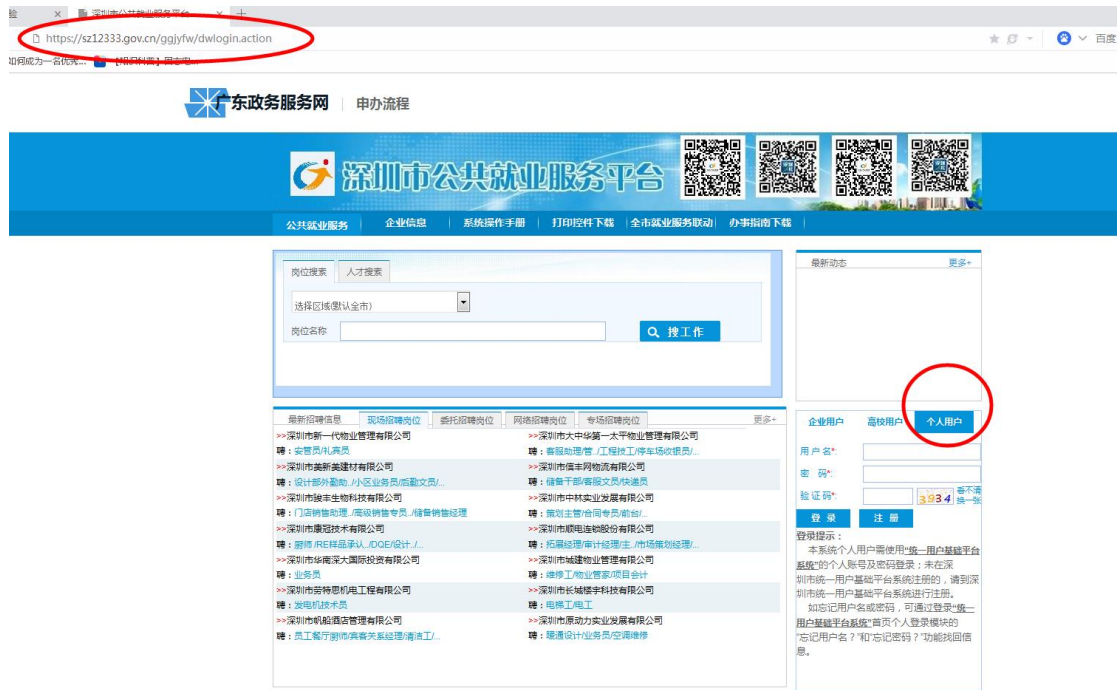 验
深圳市公共就业服务平台
https://sz12333.gov.cn/ggjyfw/dwlogin.action
百度
如何成为一名优秀...
广东政务服务网 申办流程
深圳市公共就业服务平台
公共就业服务 企业信息 系统操作手册 打印控件下载 全市就业服务联动 办事指南下载
岗位搜索 人才搜索
选择区域(默认全市)
岗位名称 搜工作
最新动态 更多+
最新招聘信息 现场招聘岗位 委托招聘岗位 网络招聘岗位 专场招聘岗位 更多+
>>深圳市新一代物业管理有限公司 >>深圳市大中华第一太平物业管理有限公司
聘：安管员/礼宾员 聘：客服助理/管../工程技工/停车场收银员/...
>>深圳市美新美建材有限公司 >>深圳市信丰网物流有限公司
聘：设计部外勤助../小区业务员/后勤文员/... 聘：储备干部/客服文员/快递员
>>深圳市骏丰生物科技有限公司 >>深圳市中林实业发展有限公司
聘：门店销售助理../高级销售专员../储备销售经理 聘：策划主管/合同专员/前台/...
>>深圳市康冠技术有限公司 >>深圳市顺电连锁股份有限公司
聘：厨师 /RE样品承认../DQE/设计../... 聘：拓展经理/审计经理/主../市场策划经理/...
>>深圳市华南深大国际投资有限公司 >>深圳市城建物业管理有限公司
聘：业务员 聘：维修工/物业管家/项目会计
>>深圳市劳特思机电工程有限公司 >>深圳市长城楼宇科技有限公司
聘：发电机技术员 聘：电梯工/电工
>>深圳市帆船酒店管理有限公司 >>深圳市原动力实业发展有限公司
聘：员工餐厅厨师/宾客关系经理/清洁工/... 聘：暖通设计/业务员/空调维修
企业用户 高校用户 个人用户
用户名*:
密 码*:
验证码*: 3934 看不清
换一张
登 录 注 册
登录提示：
本系统个人用户需使用“统一用户基础平台
系统”的个人账号及密码登录；未在深
圳市统一用户基础平台系统注册的，请到深
圳市统一用户基础平台系统进行注册。
如忘记用户名或密码，可通过登录“统一
用户基础平台系统”首页个人登录模块的
“忘记用户名？”和“忘记密码？”功能找回信
息。